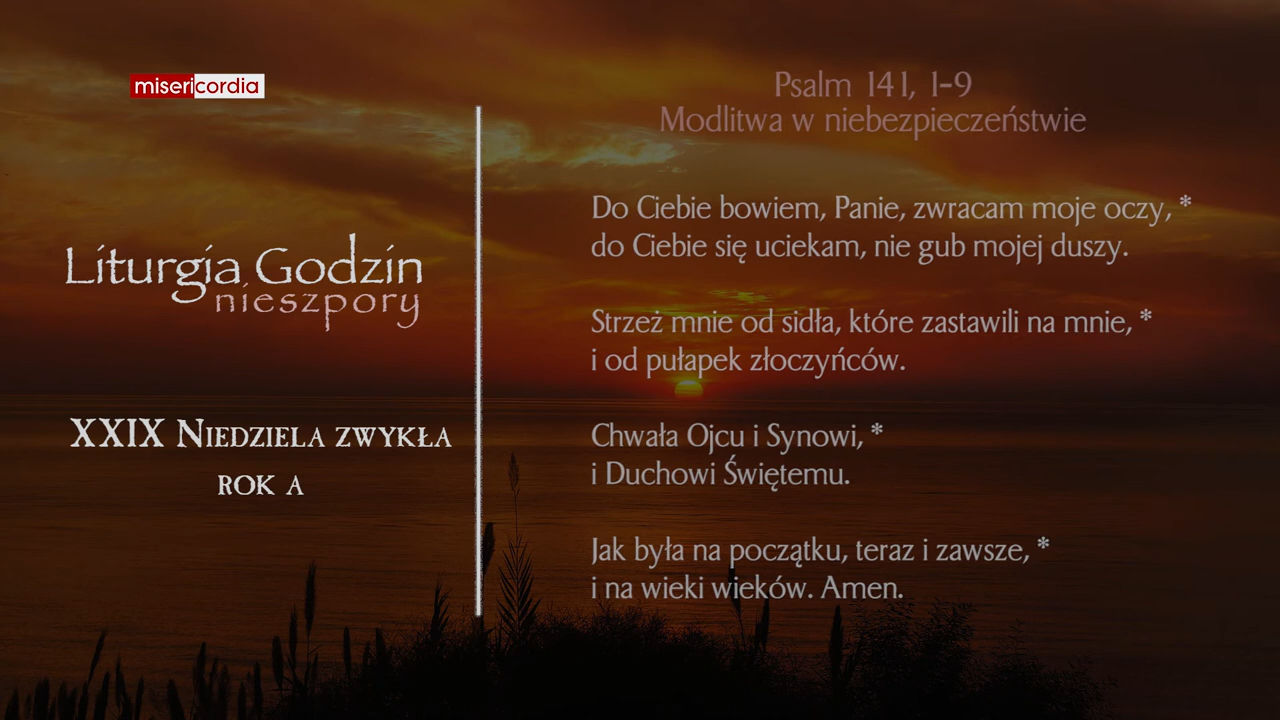 misericordia
Liturgia Godzin
nieszpory
XXIX Niedziela zwykła
rok A
Psalm 141, 1-9
Modlitwa w niebezpieczeństwie
Do Ciebie bowiem, Panie, zwracam moje oczy, *
do Ciebie się uciekam, nie gub mojej duszy.
Strzeż mnie od sidła, które zastawili na mnie, *
i od pułapek złoczyńców.
Chwała Ojcu i Synowi, *
i Duchowi Świętemu.
Jak była na początku, teraz i zawsze, *
i na wieki wieków. Amen.